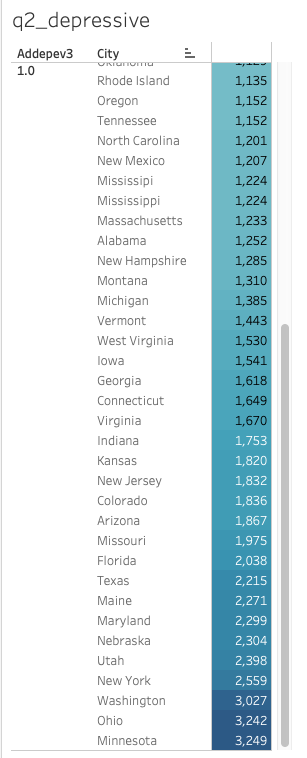 q2_depressive
Addepev3 City
1.0
Rhode Island 1,135
Oregon 1,152
Tennessee 1,152
North Carolina 1,201
New Mexico 1,207
Mississipi 1,224
Mississippi 1,224
Massachusetts 1,233
Alabama 1,252
New Hampshire 1,285
Montana 1,310
Michigan 1,385
Vermont 1,443
West Virginia 1,530
Iowa 1,541
Georgia 1,618
Connecticut 1,649
Virginia 1,670
Indiana 1,753
Kansas 1,820
New Jersey 1,832
Colorado 1,836
Arizona 1,867
Missouri 1,975
Florida 2,038
Texas 2,215
Maine 2,271
Maryland 2,299
Nebraska 2,304
Utah 2,398
New York 2,559
Washington 3,027
Ohio 3,242
Minnesota 3,249